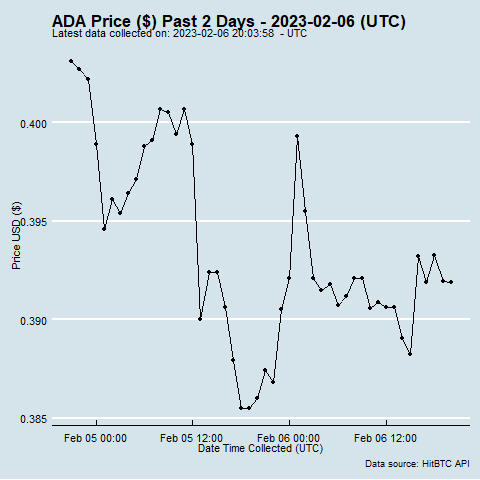 ADA Price ($) Past 2 Days - 2023-02-06 (UTC)
Latest data collected on: 2023-02-06 20:03:58  - UTC
0.400
0.395
0.390
0.385
Price USD ($)
Feb 05 00:00 Feb 05 12:00 Feb 06 00:00 Feb 06 12:00
Date Time Collected (UTC)
Data source: HitBTC API